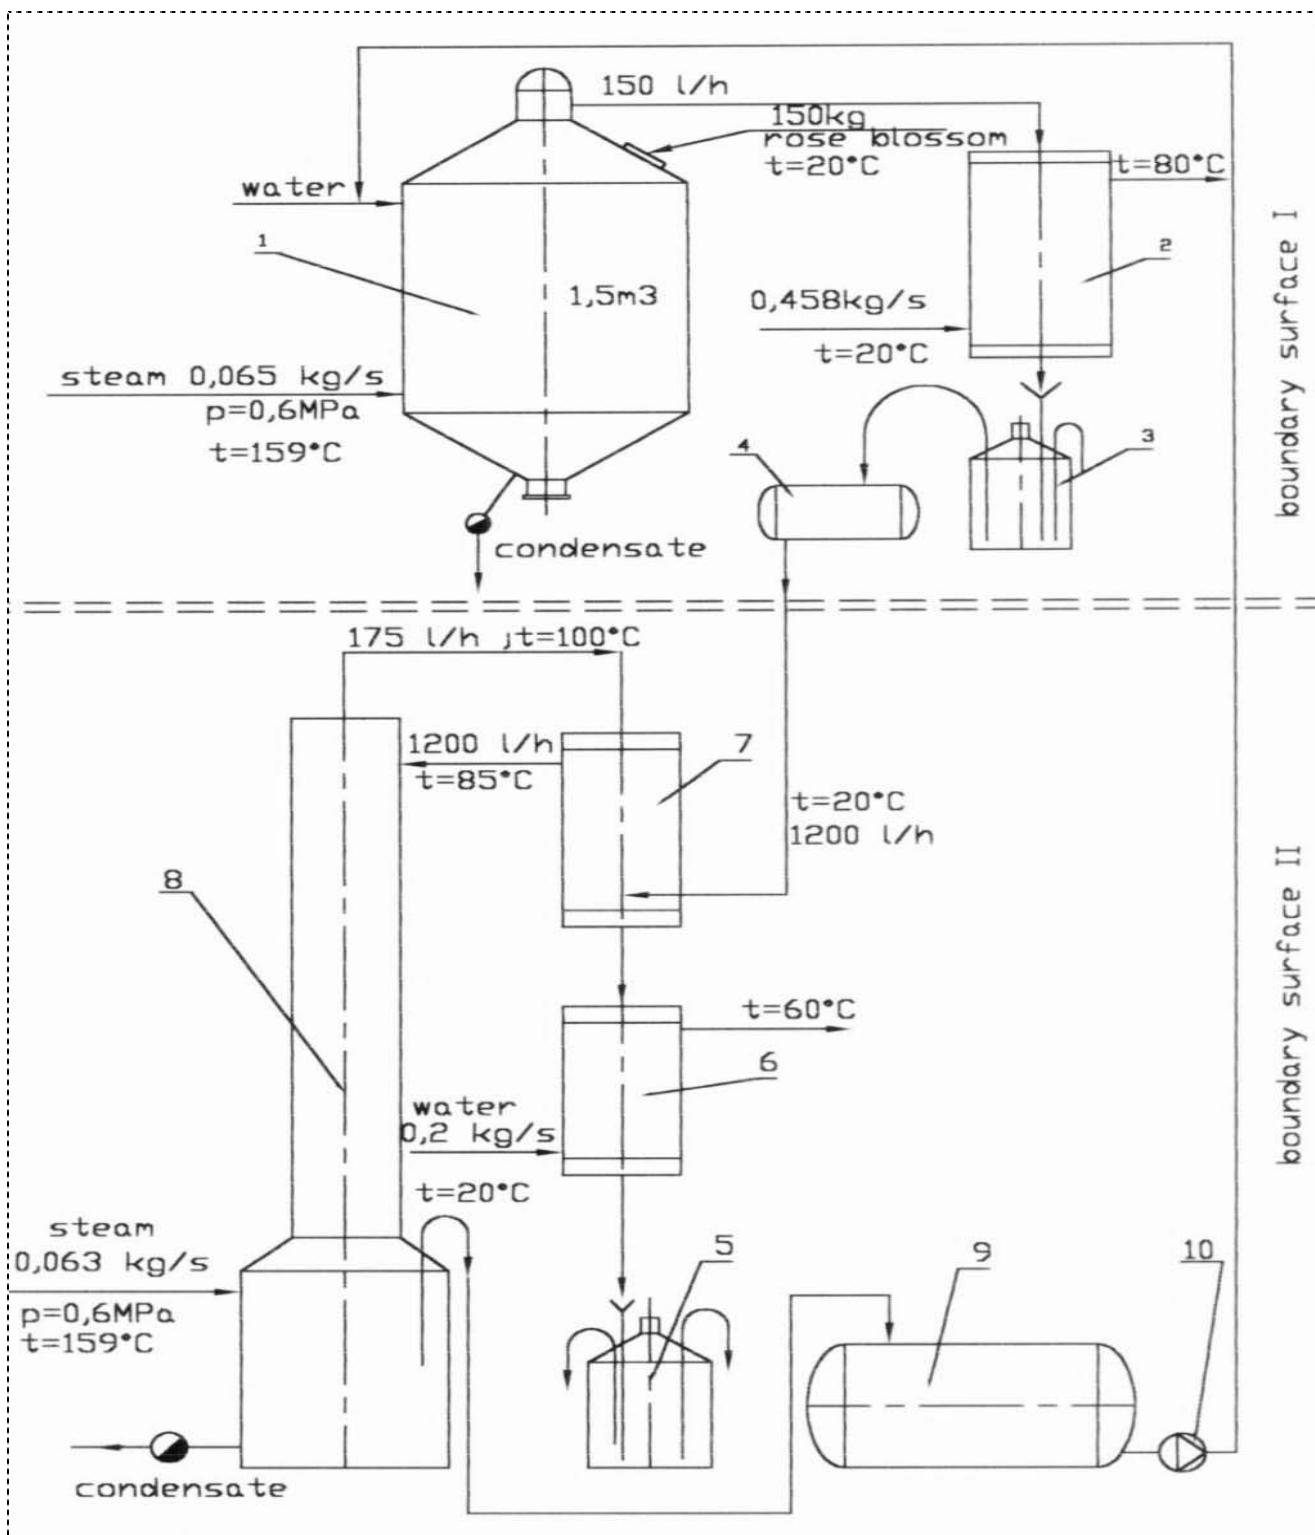 150 l/h
150kg
rose blossom
t=20°C
t=80°C
water
1
2
1,5m3
0,458kg/s
t=20°C
steam 0,065 kg/s
p=0,6MPa
t=159°C
4
3
condensate
boundary surface I
175 l/h ;t=100°C
1200 l/h
t=85°C
7
t=20°C
1200 l/h
8
t=60°C
6
water
0,2 kg/s
t=20°C
steam
0,063 kg/s
p=0,6MPa
t=159°C
5
9
10
condensate
boundary surface II